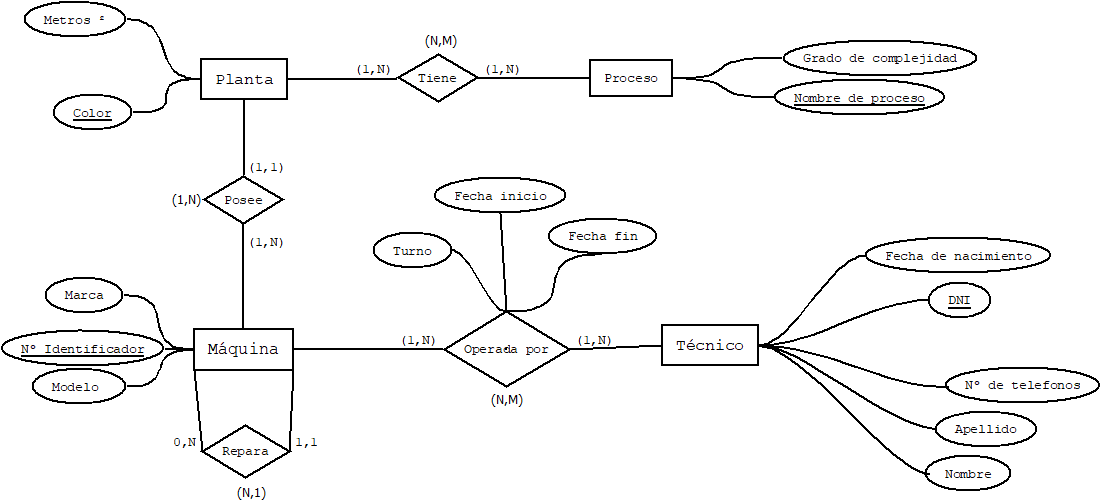 Metros ²
Color
Planta
(1,N)
(N,M)
Tiene
(1,N)
Proceso
Grado de complejidad
Nombre de proceso
(1,1)
(1,N)
Posee
(1,N)
Fecha inicio
Turno
Fecha fin
Marca
Nº Identificador
Modelo
Máquina
(1,N)
Operada por
(1,N)
(N,M)
Técnico
Fecha de nacimiento
DNI
Nº de telefonos
Apellido
Nombre
0,N
Repara
1,1
(N,1)